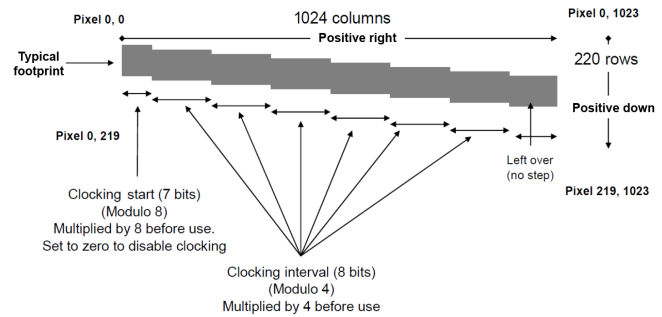 Pixel 0, 0
1024 columns
Pixel 0, 1023
Positive right
Typical
footprint
220 rows
Positive down
Pixel 0, 219
Left over
(no step)
Pixel 219, 1023
Clocking start (7 bits)
(Modulo 8)
Multiplied by 8 before use.
Set to zero to disable clocking
Clocking interval (8 bits)
(Modulo 4)
Multiplied by 4 before use